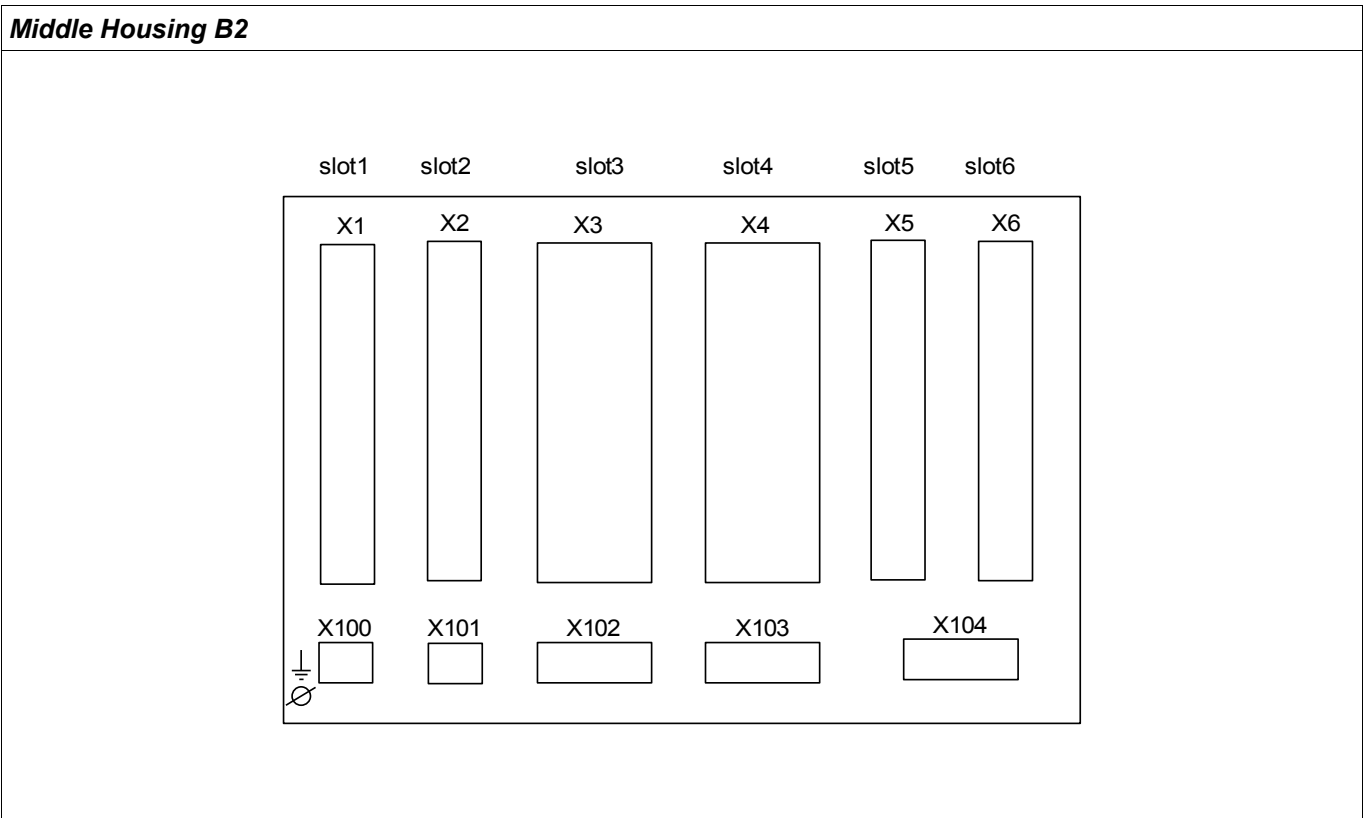 Middle Housing B2
slot1 slot2 slot3 slot4 slot5 slot6
X1 X2 X3 X4 X5 X6
X100 X101 X102 X103 X104